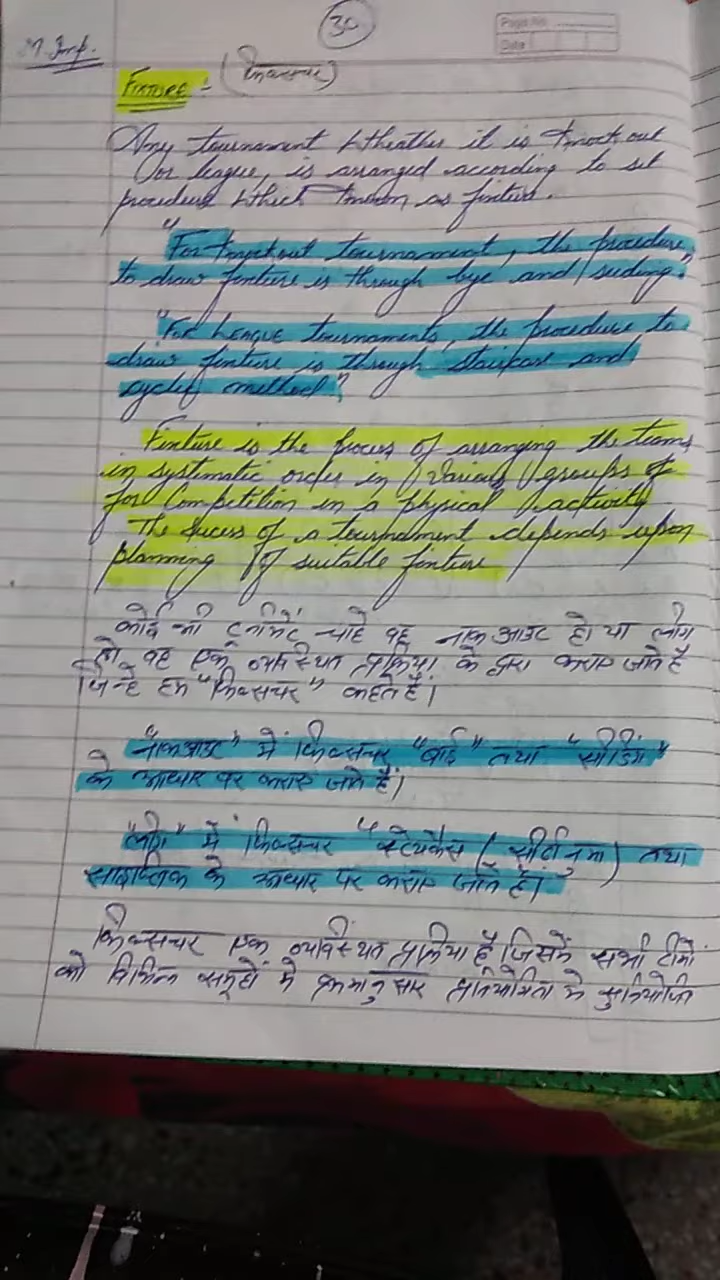 30
Page No.
Date
M. Imp.
FIXTURE :- (फिक्सचर)
Any tournament whether it is knock out
or league, is arranged according to set
procedure which known as fixture.
"For knockout tournament, the procedure
to draw fixture is through bye and seeding."
"For LEAGUE tournaments, the procedure to
draw fixture is through staircase and
cyclic method"
Fixture is the process of arranging the teams
in systematic order in various groups of
for Competition in a physical activity
The sucess of a tournament depends upon
planning of suitable fixture
कोई भी टूर्नामेंट चाहे वह नाक आउट हो या लीग
हो वह एक व्यवस्थित प्रक्रिया के द्वारा कराए जाते है
जिन्हे हम "फिक्सचर" कहते है।
"नाकआउट" में फिक्सचर "बाई" तथा "सीडिंग"
के आधार पर कराए जाते हैं।
"लीग" में फिक्सचर "स्टेयरकेस (सीढ़ीनुमा) तथा
साइक्लिक के आधार पर कराए जाते हैं।
फिक्सचर एक व्यवस्थित प्रक्रिया है जिसमें सभी टीमों
को विभिन्न समूहों में क्रमानुसार प्रतियोगिता मे सुनियोजित